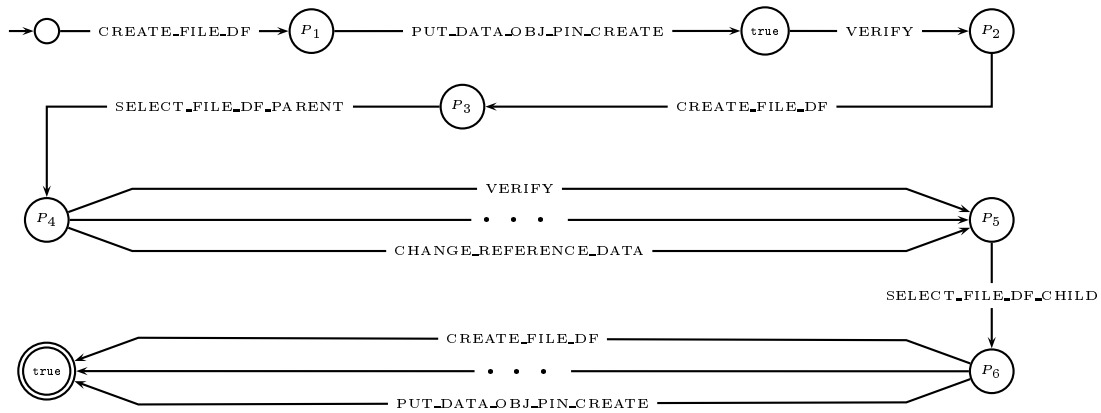 CREATE_FILE_DF P1 PUT_DATA_OBJ_PIN_CREATE true VERIFY P2
SELECT_FILE_DF_PARENT P3 CREATE_FILE_DF
VERIFY
P4 . . . P5
CHANGE_REFERENCE_DATA
SELECT_FILE_DF_CHILD
CREATE_FILE_DF
true . . . P6
PUT_DATA_OBJ_PIN_CREATE